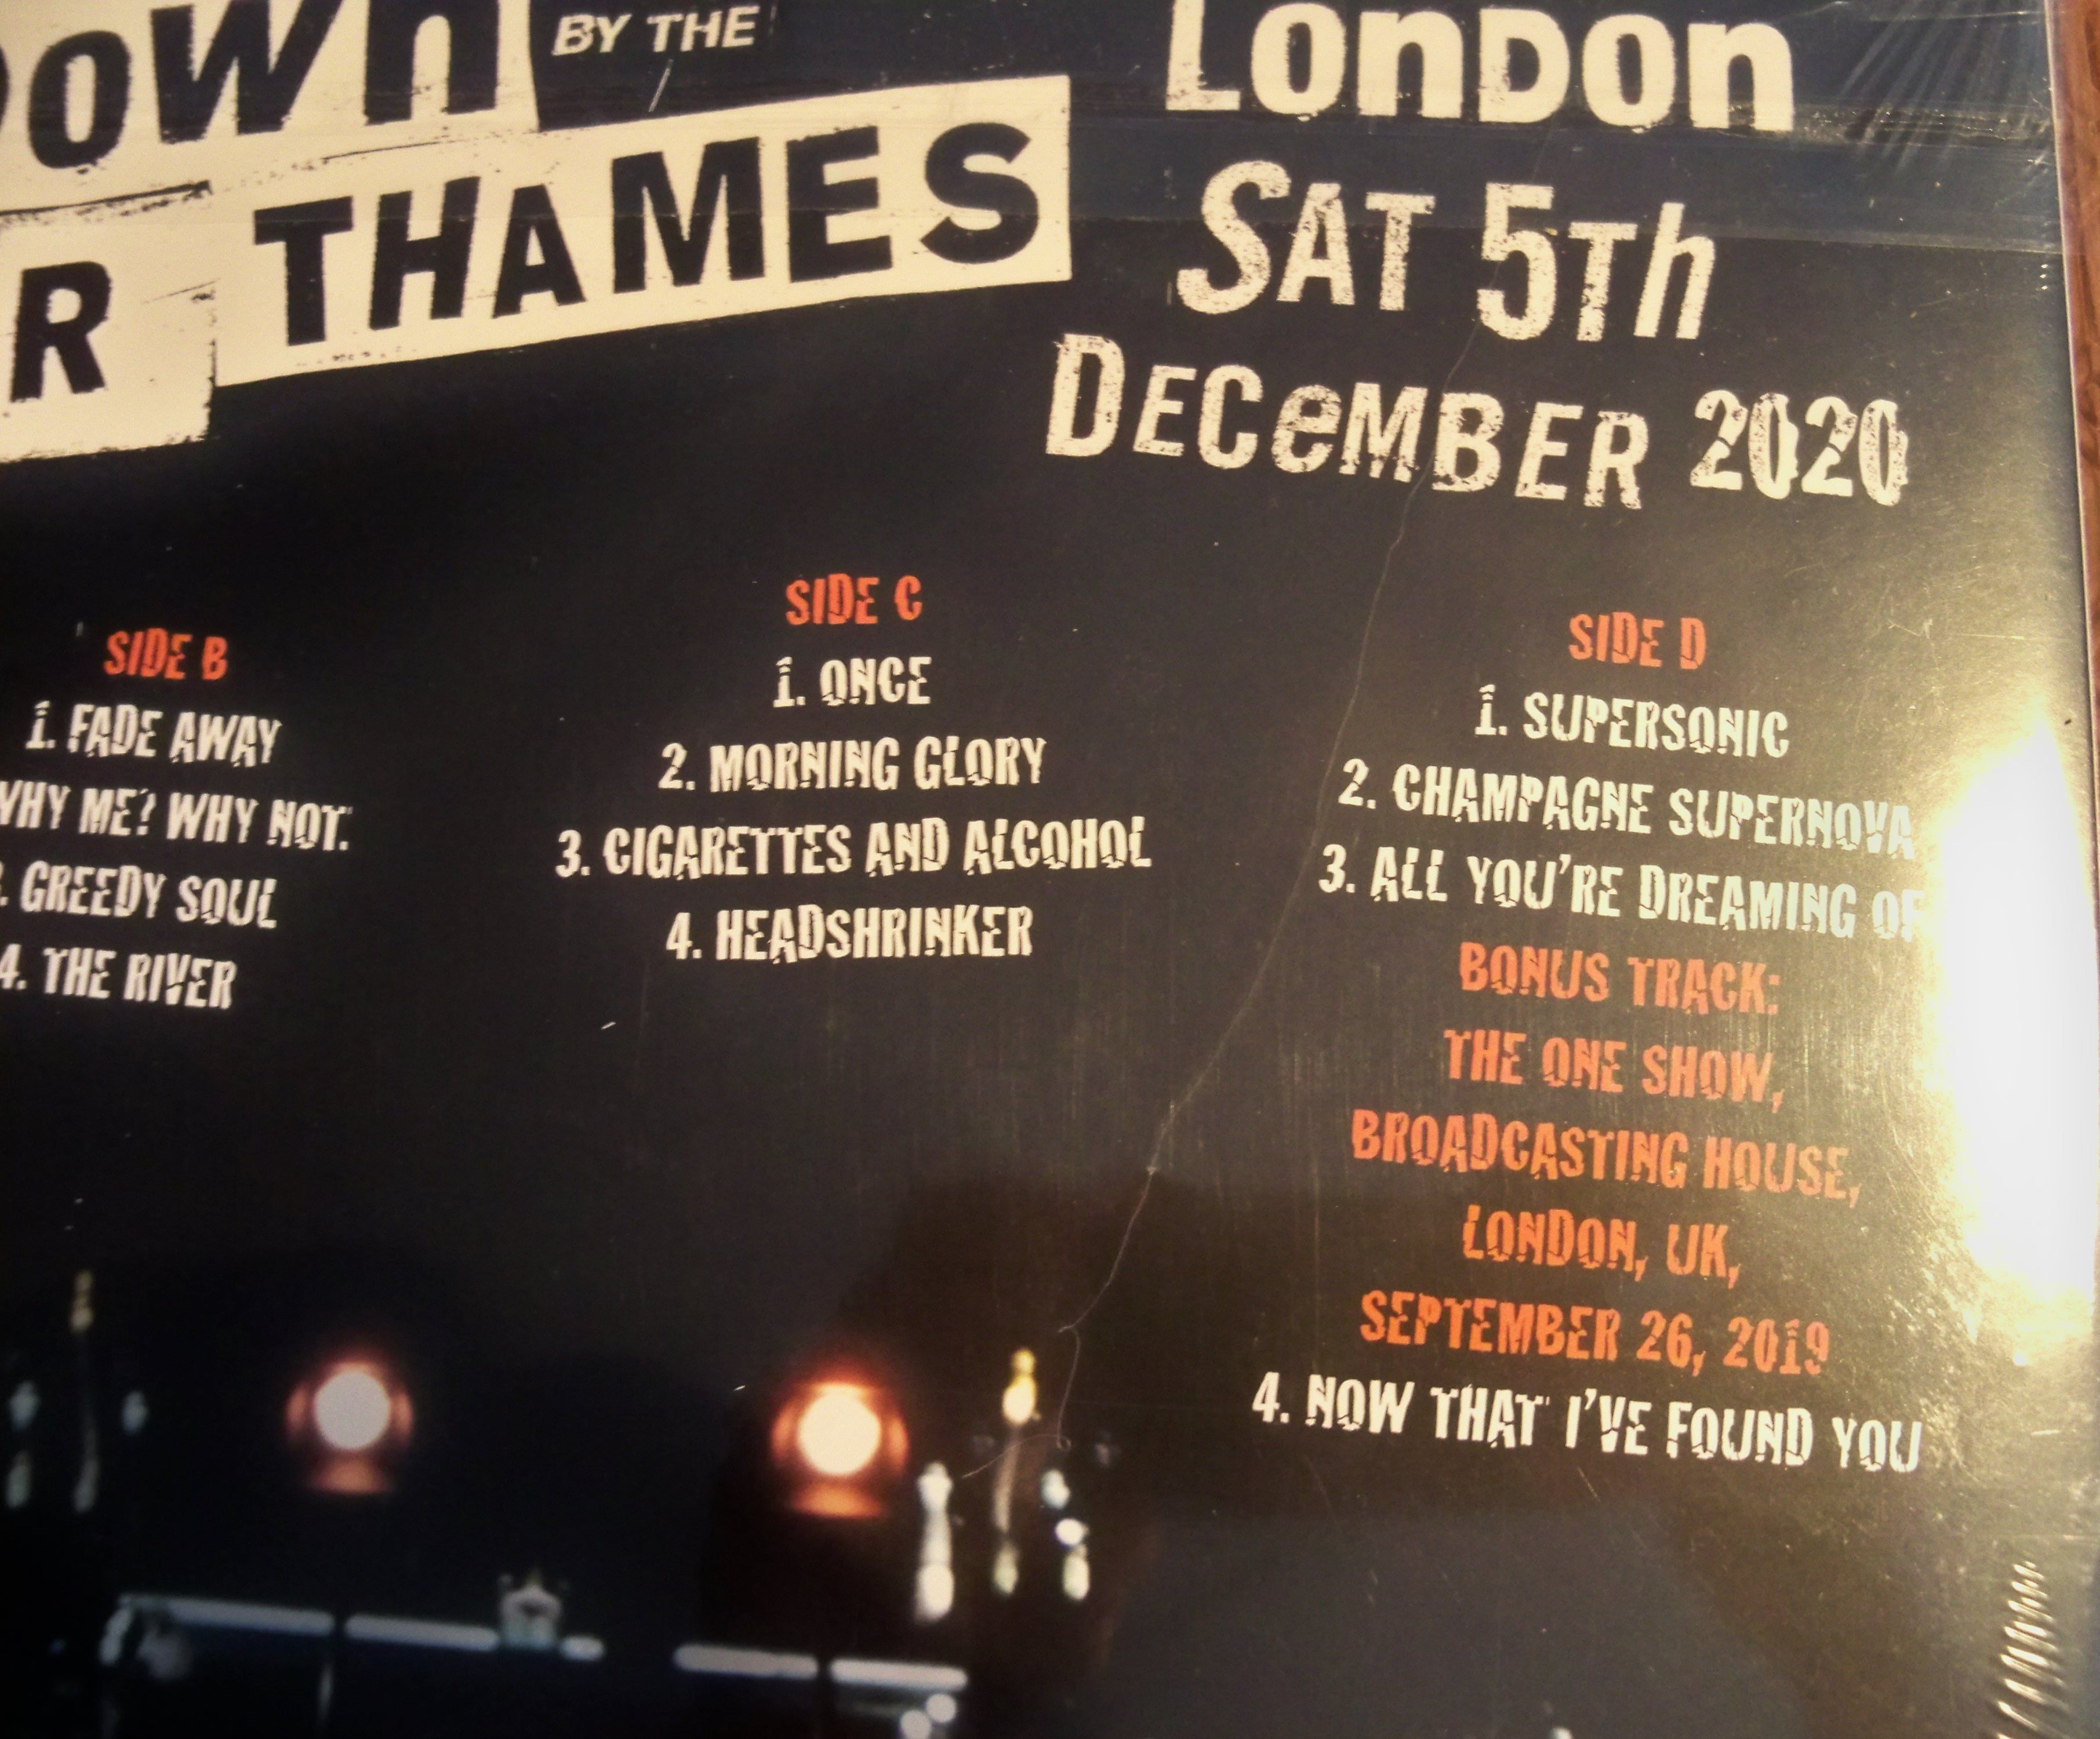 BY THE
R THAMES
LONDON
SAT 5TH
DECEMBER 2020
SIDE B
1. FADE AWAY
WHY ME? WHY NOT.
. GREEDY SOUL
4. THE RIVER
SIDE C
1. ONCE
2. MORNING GLORY
3. CIGARETTES AND ALCOHOL
4. HEADSHRINKER
SIDE D
1. SUPERSONIC
2. CHAMPAGNE SUPERNOVA
3. ALL YOU'RE DREAMING OF
BONUS TRACK:
THE ONE SHOW,
BROADCASTING HOUSE,
LONDON, UK,
SEPTEMBER 26, 2019
4. NOW THAT I'VE FOUND YOU